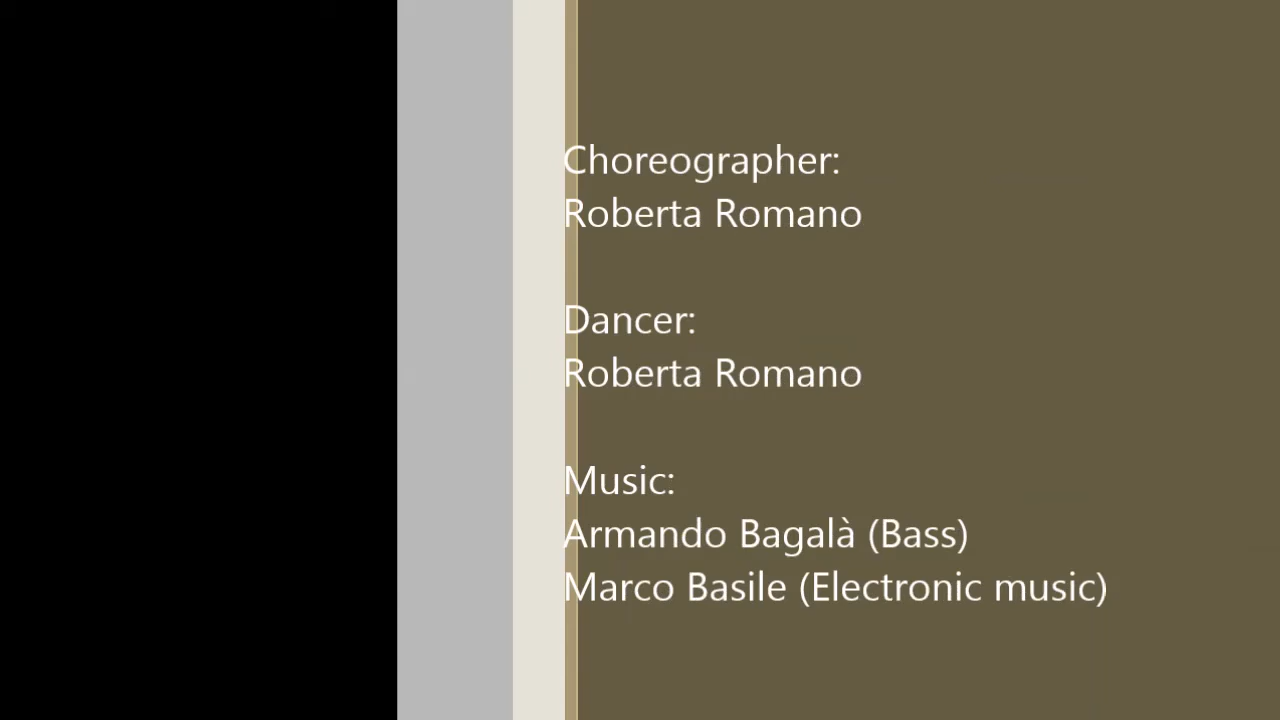 Choreographer:
Roberta Romano
Dancer:
Roberta Romano
Music:
Armando Bagalà (Bass)
Marco Basile (Electronic music)